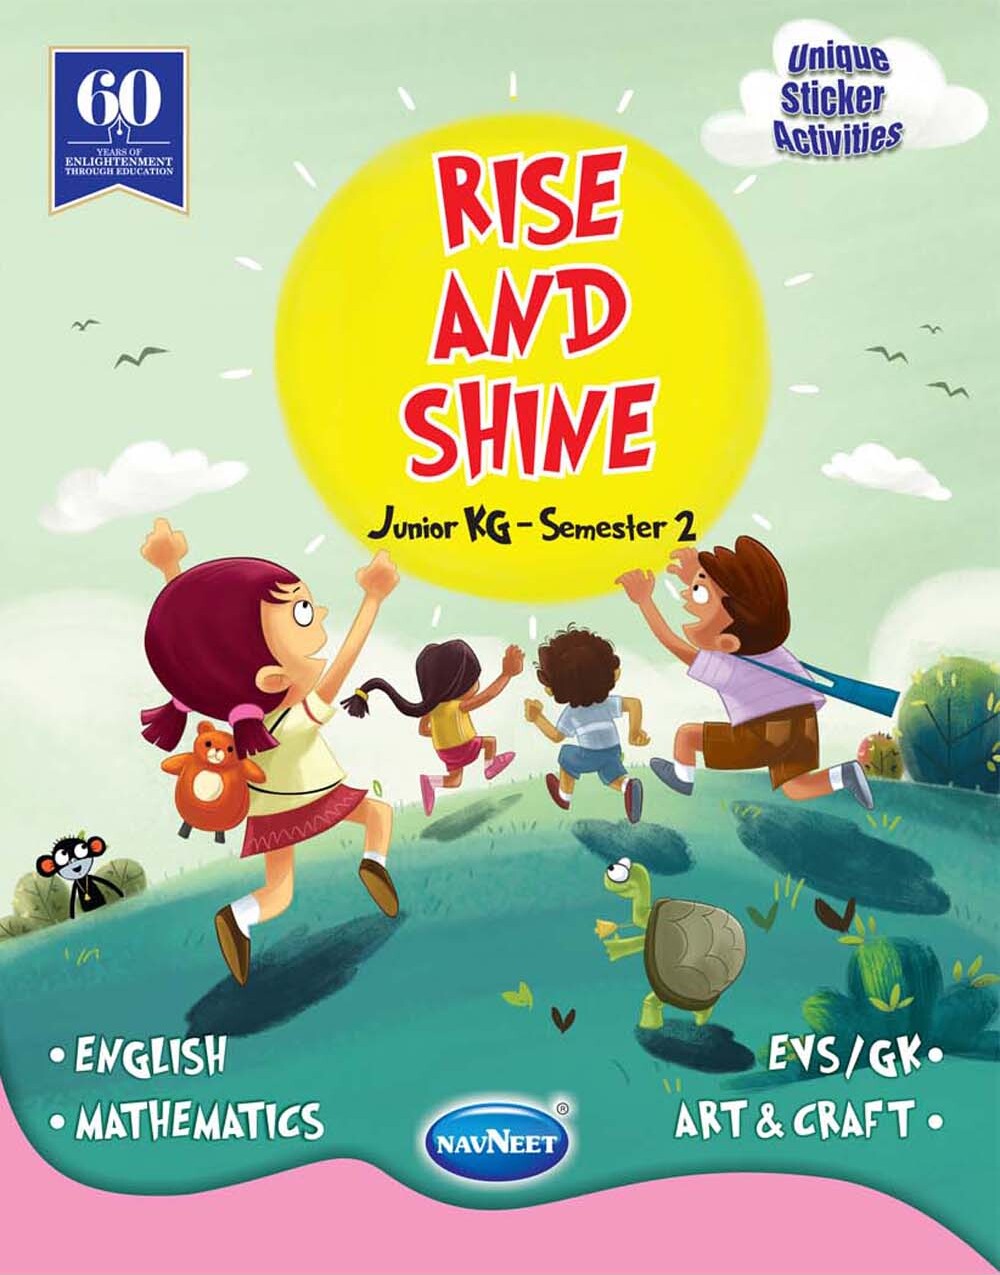 60
YEARS OF
ENLIGHTENMENT
THROUGH EDUCATION
Unique
Sticker
Activities
RISE
AND
SHINE
Junior KG – Semester 2
• ENGLISH
• MATHEMATICS
EVS/GK •
ART & CRAFT •
NAVNEET ®